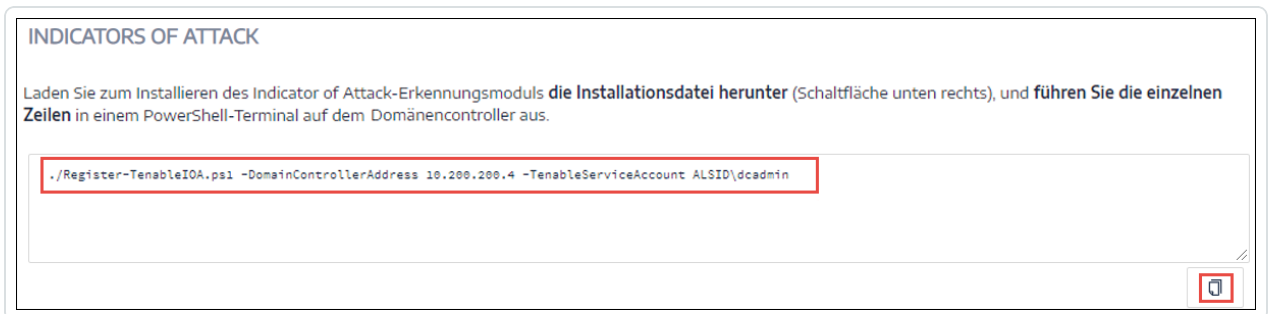 INDICATORS OF ATTACK
Laden Sie zum Installieren des Indicator of Attack-Erkennungsmoduls die Installationsdatei herunter (Schaltfläche unten rechts), und führen Sie die einzelnen
Zeilen in einem PowerShell-Terminal auf dem Domänencontroller aus.
./Register-TenableIOA.ps1 -DomainControllerAddress 10.200.200.4 -TenableServiceAccount ALSID\dcadmin